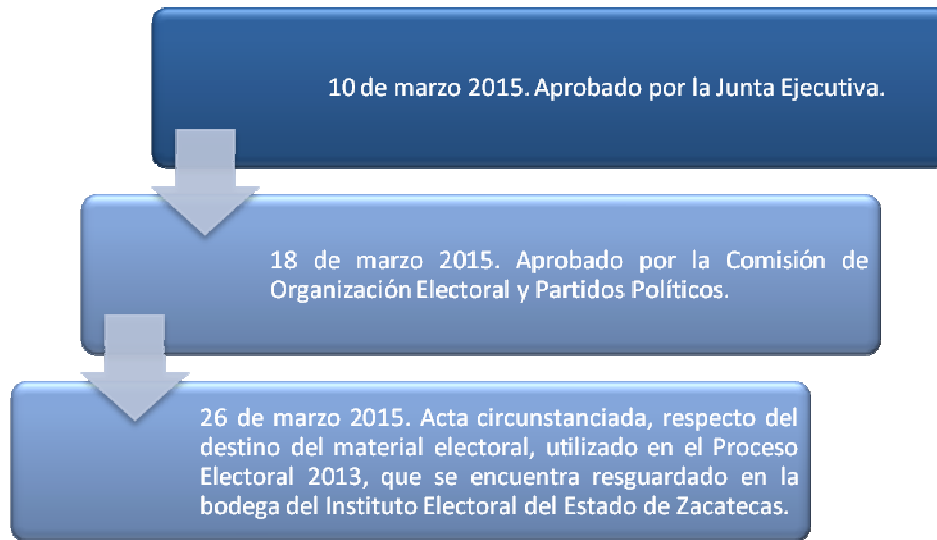 10 de marzo 2015. Aprobado por la Junta Ejecutiva.
18 de marzo 2015. Aprobado por la Comisión de
Organización Electoral y Partidos Políticos.
26 de marzo 2015. Acta circunstanciada, respecto del
destino del material electoral, utilizado en el Proceso
Electoral 2013, que se encuentra resguardado en la
bodega del Instituto Electoral del Estado de Zacatecas.